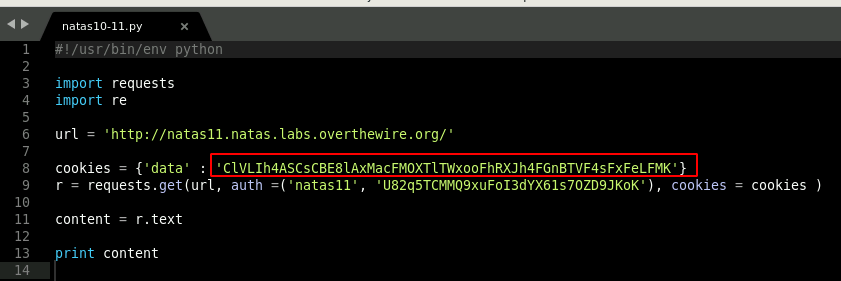 natas10-11.py ×
1 #!/usr/bin/env python
2
3 import requests
4 import re
5
6 url = 'http://natas11.natas.labs.overthewire.org/'
7
8 cookies = {'data' : 'ClVLIh4ASCsCBE8lAxMacFMOXTlTWxooFhRXJh4FGnBTVF4sFxFeLFMK'}
9 r = requests.get(url, auth =('natas11', 'U82q5TCMMQ9xuFoI3dYX61s7OZD9JKoK'), cookies = cookies )
10
11 content = r.text
12
13 print content
14